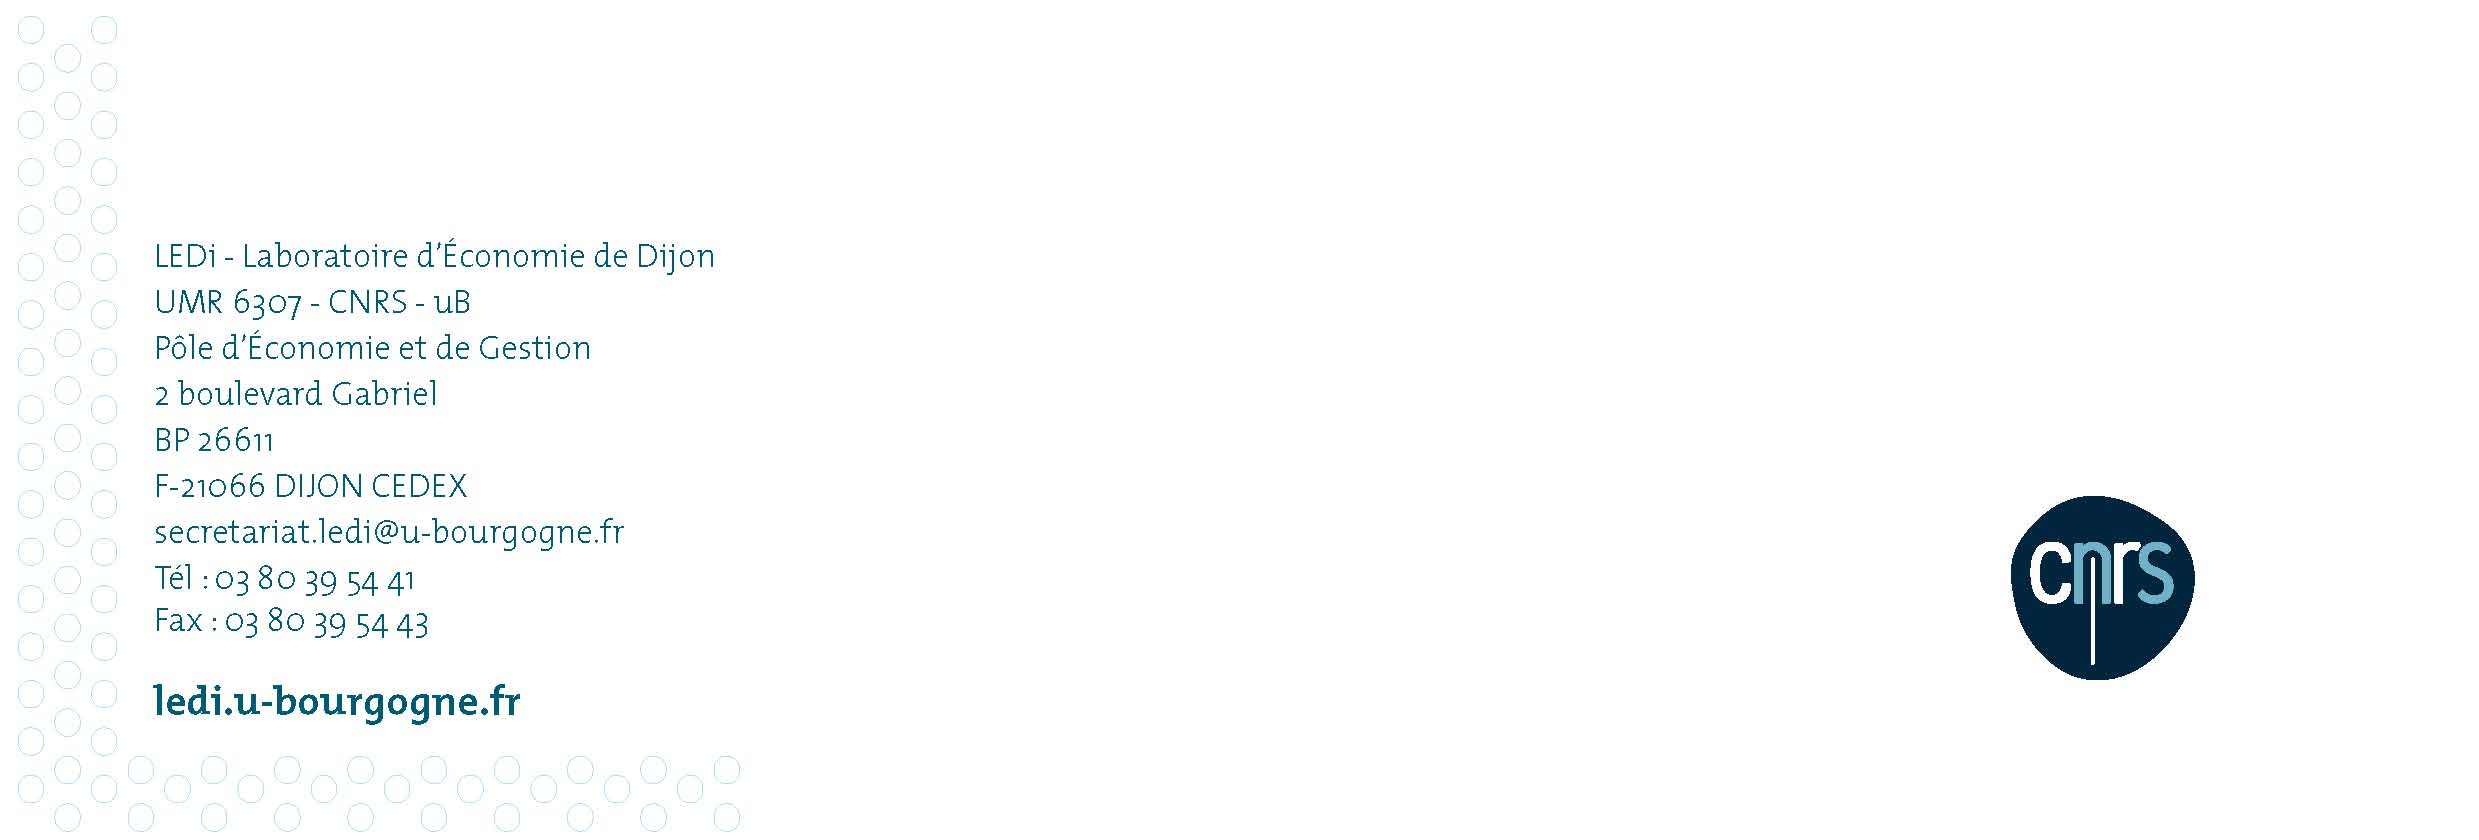 LEDi - Laboratoire d’Économie de Dijon
UMR 6307 - CNRS - uB
Pôle d’Économie et de Gestion
2 boulevard Gabriel
BP 26611
F-21066 DIJON CEDEX
secretariat.ledi@u-bourgogne.fr
Tél : 03 80 39 54 41
Fax : 03 80 39 54 43
ledi.u-bourgogne.fr
cnrs